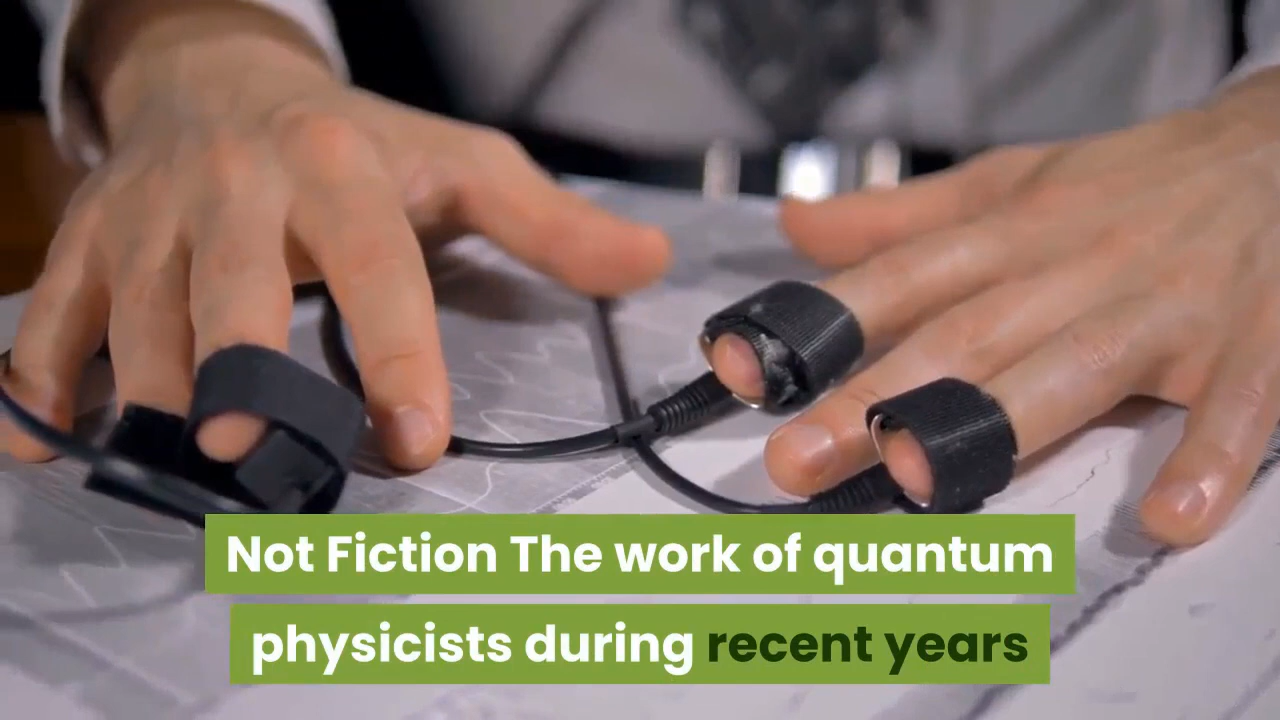 Not Fiction The work of quantum
physicists during recent years